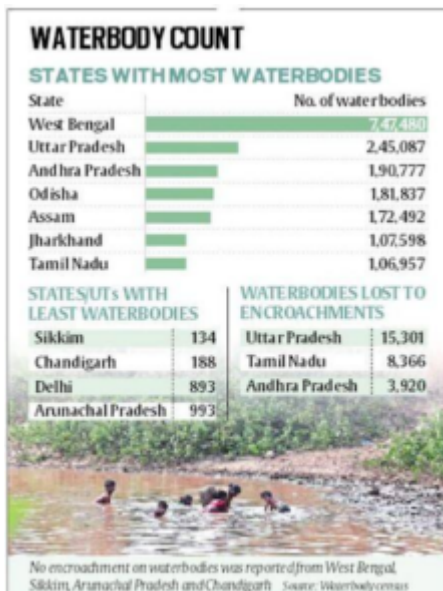 WATERBODY COUNT
STATES WITH MOST WATERBODIES
State No. of waterbodies
West Bengal 7,47,480
Uttar Pradesh 2,45,087
Andhra Pradesh 1,90,777
Odisha 1,81,837
Assam 1,72,492
Jharkhand 1,07,598
Tamil Nadu 1,06,957
STATES/UTs WITH
LEAST WATERBODIES
Sikkim 134
Chandigarh 188
Delhi 893
Arunachal Pradesh 993
WATERBODIES LOST TO
ENCROACHMENTS
Uttar Pradesh 15,301
Tamil Nadu 8,366
Andhra Pradesh 3,920
No encroachment on waterbodies was reported from West Bengal,
Sikkim, Arunachal Pradesh and Chandigarh Source: Waterbody census